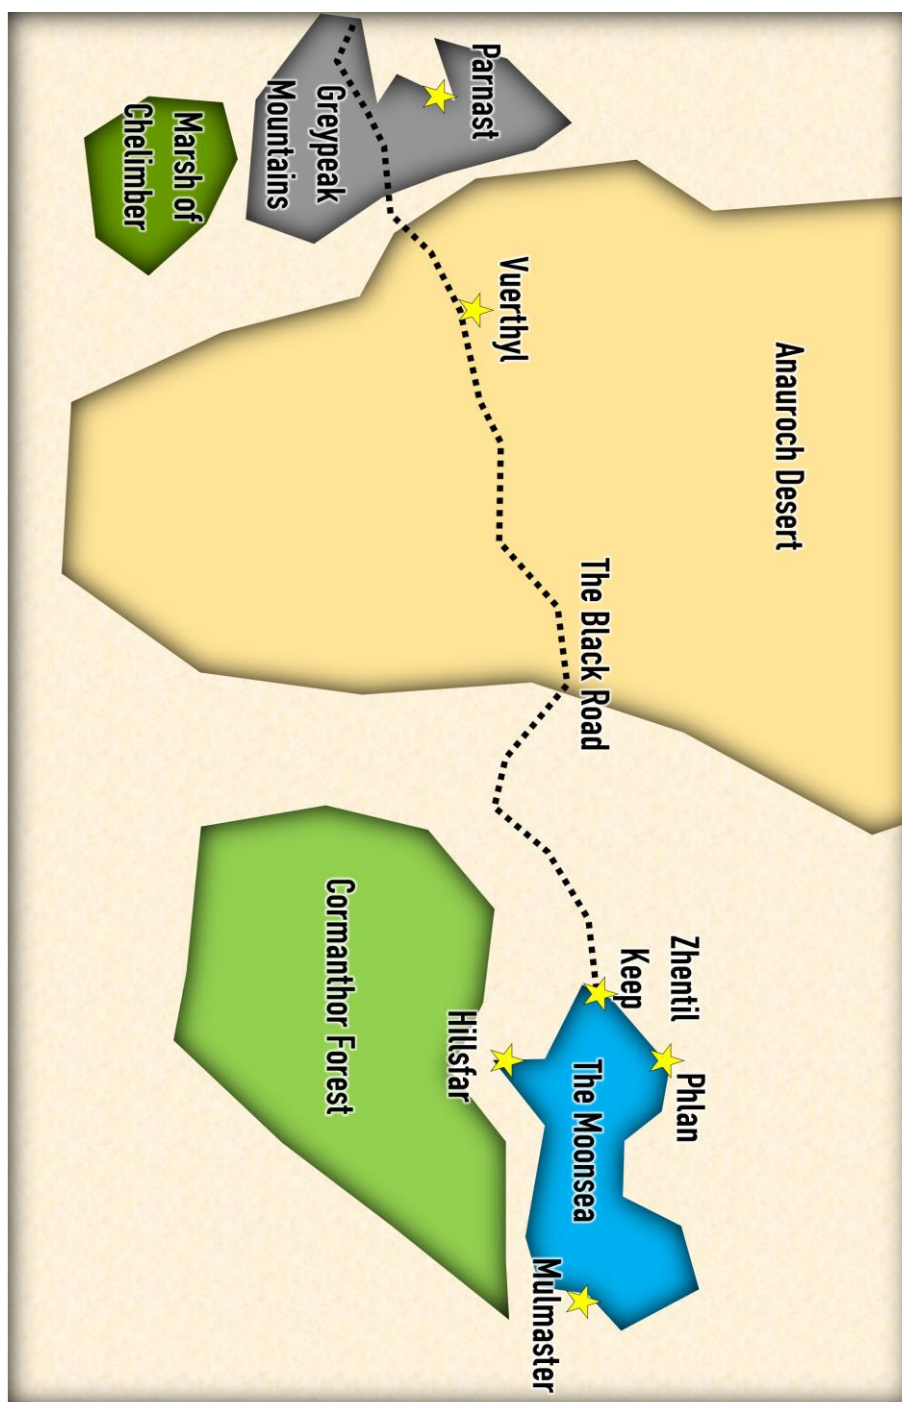 Parnast
Greypeak
Mountains
Marsh of
Chelimber
Vuerthyl
Anauroch Desert
The Black Road
Zhentil
Keep
Phlan
Hillsfar
The Moonsea
Cormanthor Forest
Mulmaster